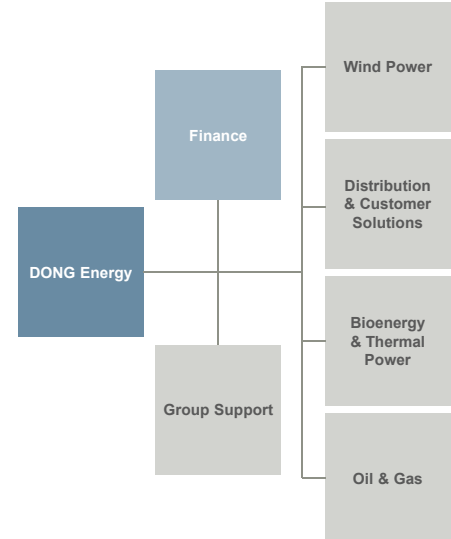 DONG Energy
Finance
Group Support
Wind Power
Distribution
& Customer
Solutions
Bioenergy
& Thermal
Power
Oil & Gas